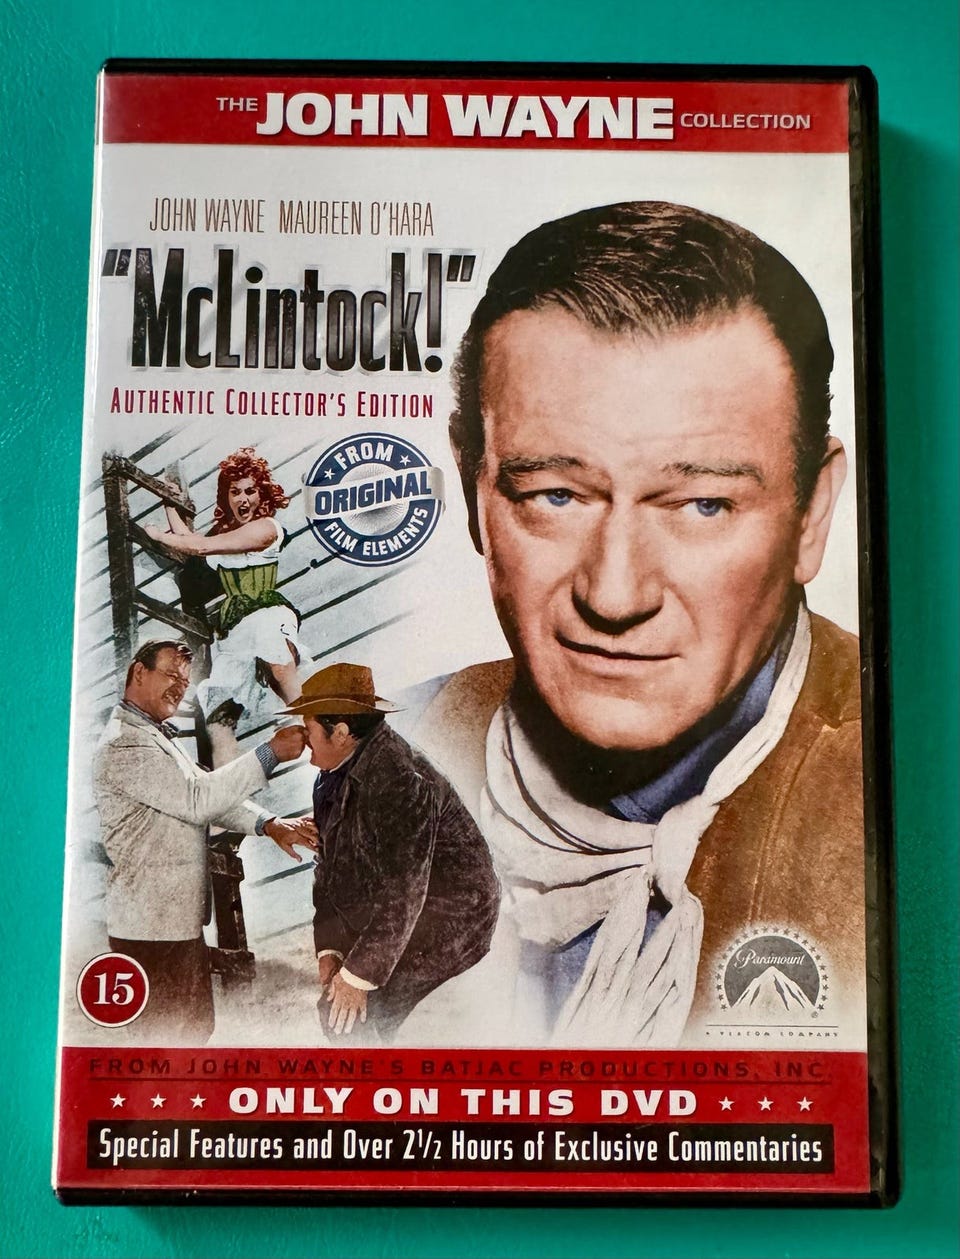 THE JOHN WAYNE COLLECTION
JOHN WAYNE MAUREEN O'HARA
"McLintock!"
AUTHENTIC COLLECTOR'S EDITION
FROM
ORIGINAL
FILM ELEMENTS
15
Paramount
A VIACOM COMPANY
FROM JOHN WAYNE'S BATJAC PRODUCTIONS, INC.
ONLY ON THIS DVD
Special Features and Over 2 1/2 Hours of Exclusive Commentaries